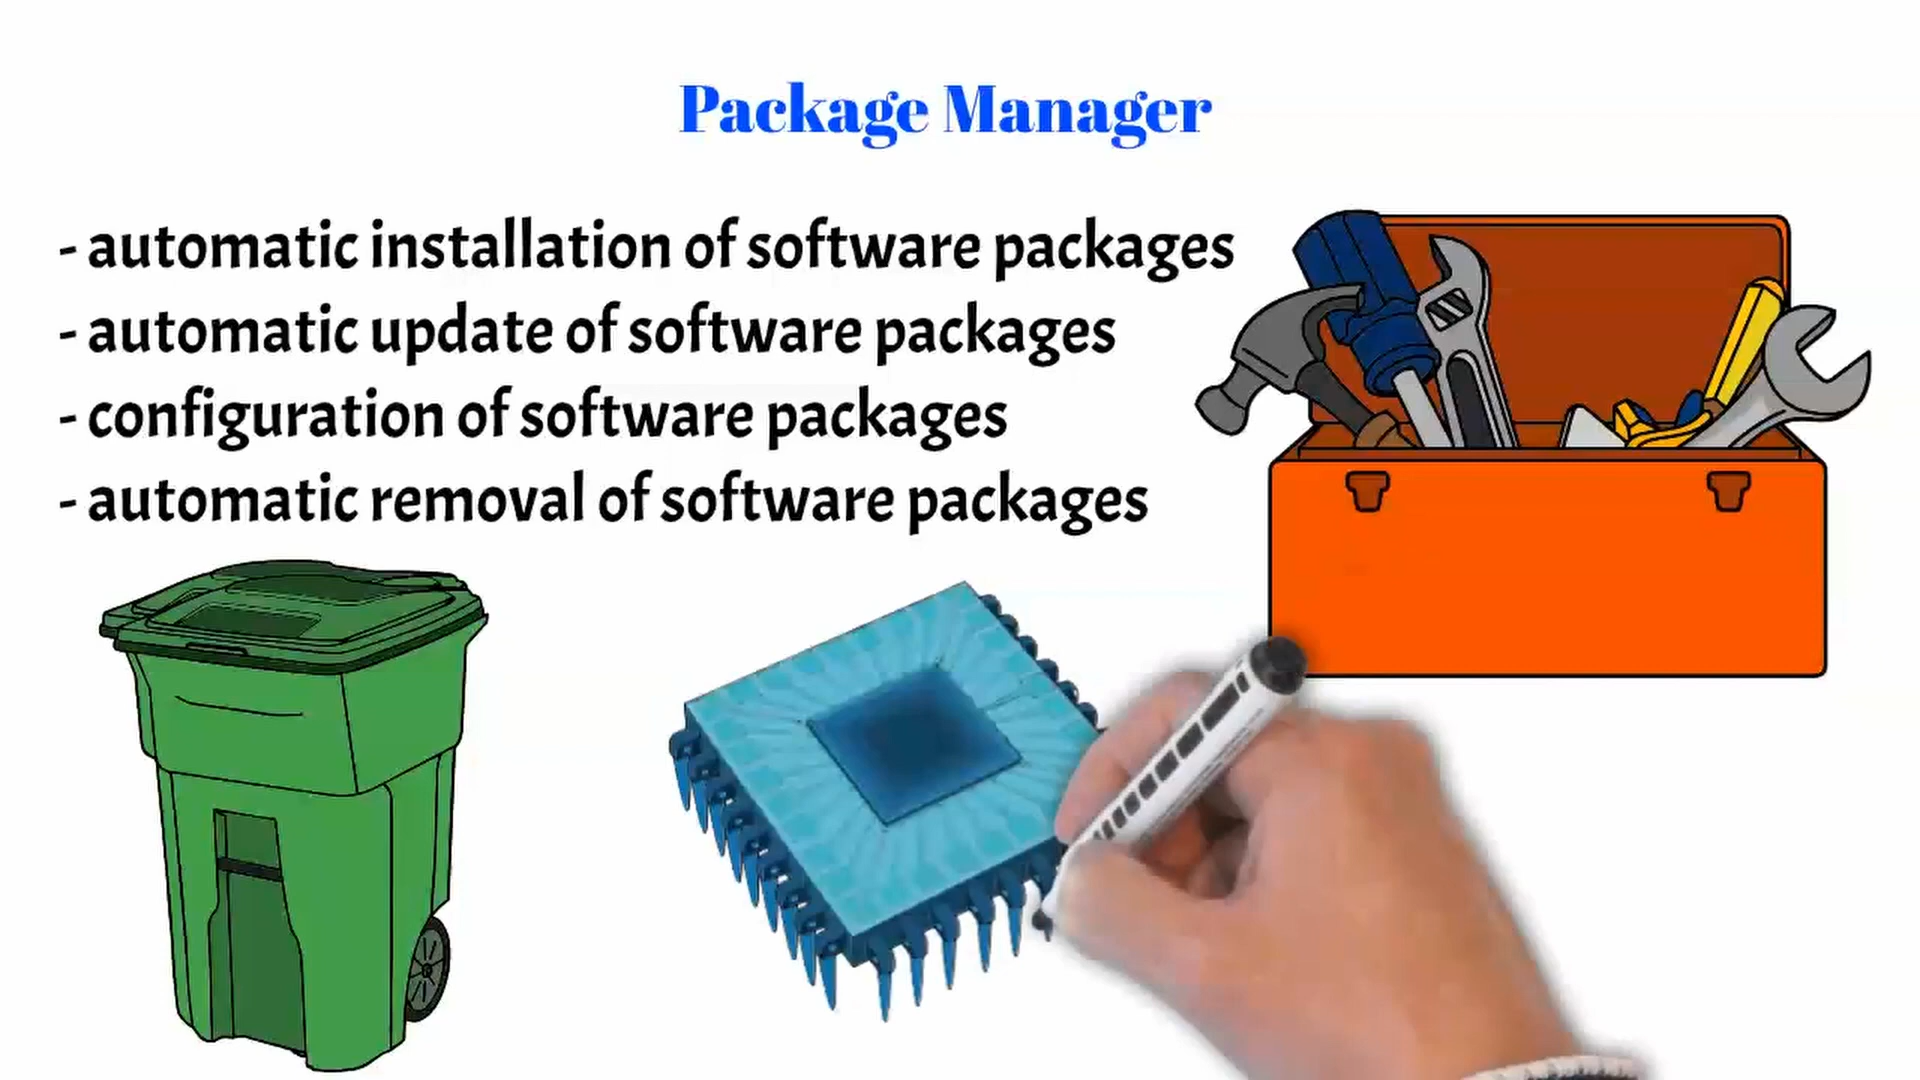 Package Manager
- automatic installation of software packages
- automatic update of software packages
- configuration of software packages
- automatic removal of software packages